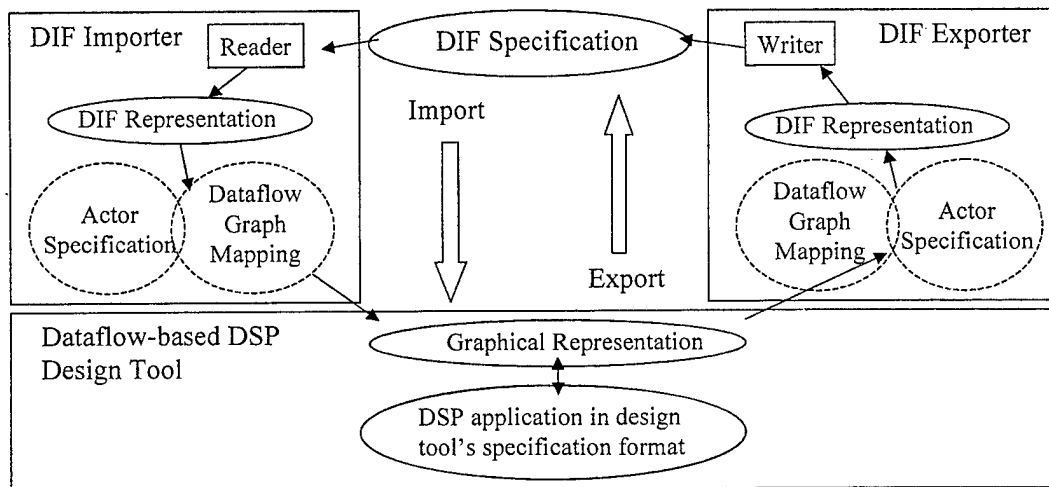 DIF Importer
Reader
DIF Representation
Actor
Specification
Dataflow
Graph
Mapping
DIF Specification
Import
Export
DIF Exporter
Writer
DIF Representation
Dataflow
Graph
Mapping
Actor
Specification
Dataflow-based DSP
Design Tool
Graphical Representation
DSP application in design
tool's specification format